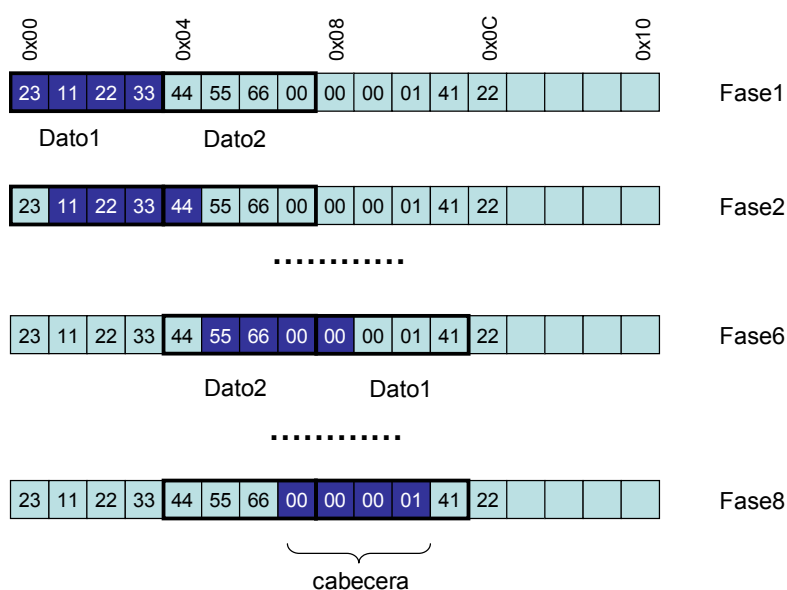 0x00 0x04 0x08 0x0C 0x10
23 11 22 33 44 55 66 00 00 00 01 41 22 Fase1
Dato1 Dato2
23 11 22 33 44 55 66 00 00 00 01 41 22 Fase2
............
23 11 22 33 44 55 66 00 00 00 01 41 22 Fase6
Dato2 Dato1
............
23 11 22 33 44 55 66 00 00 00 01 41 22 Fase8
cabecera